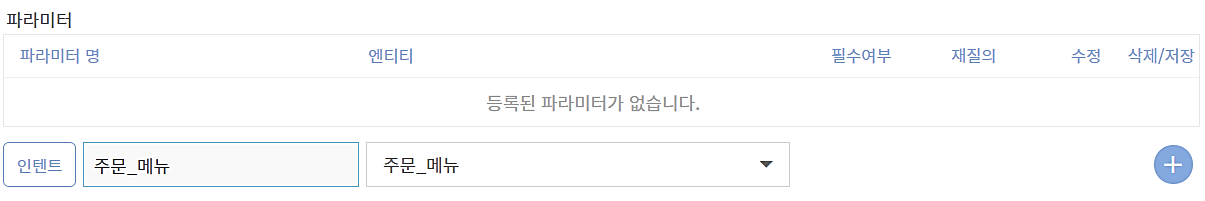 파라미터
파라미터 명 엔티티 필수여부 재질의 수정 삭제/저장
등록된 파라미터가 없습니다.
인텐트 주문_메뉴 주문_메뉴